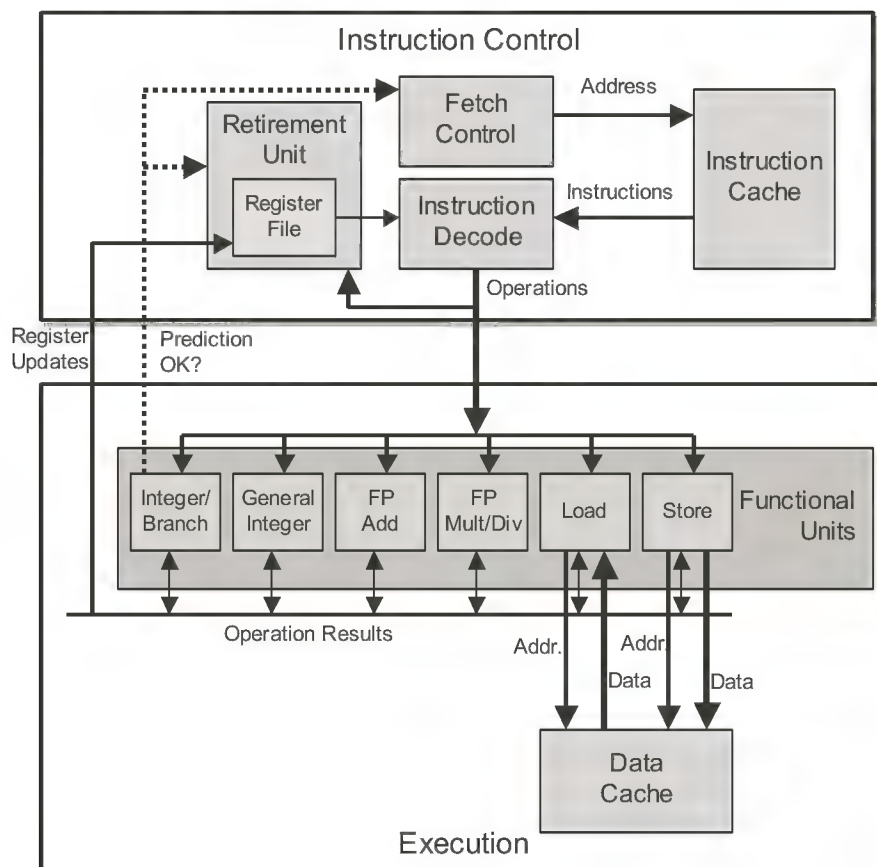 Instruction Control
Address
Fetch
Control
Retirement
Unit
Instruction
Cache
Instructions
Register
File
Instruction
Decode
Operations
Register
Updates
Prediction
OK?
Integer/
Branch
General
Integer
FP
Add
FP
Mult/Div
Load
Store
Functional
Units
Operation Results
Addr.
Addr.
Data
Data
Data
Cache
Execution